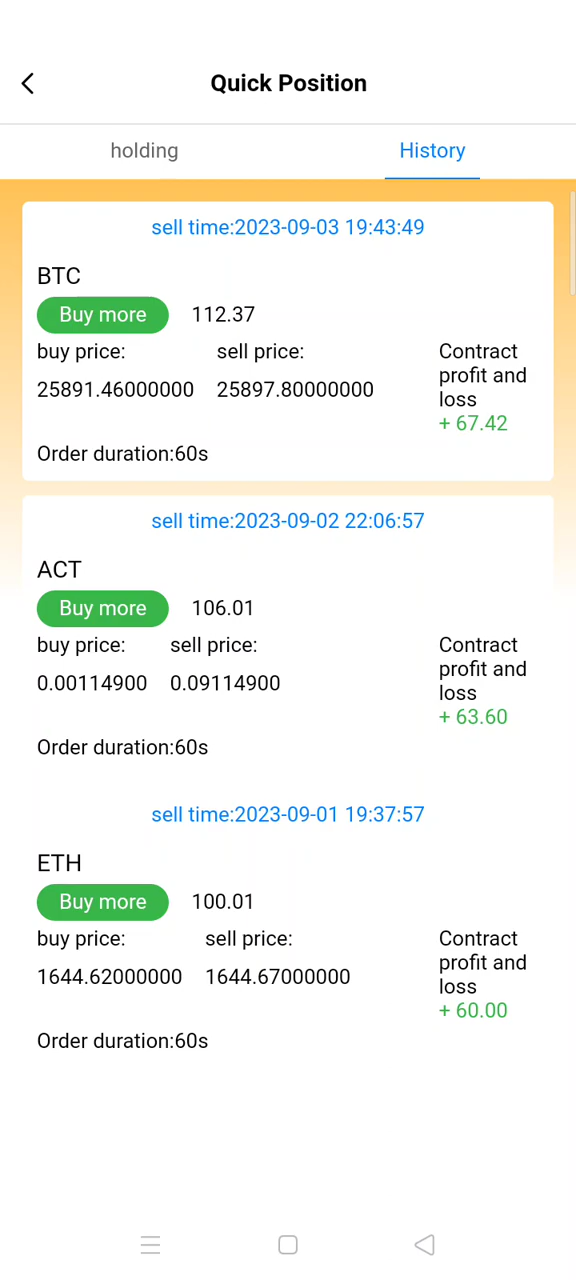 Quick Position
holding History
sell time:2023-09-03 19:43:49
BTC
Buy more 112.37
buy price: sell price: Contract
profit and
25891.46000000 25897.80000000 loss
+ 67.42
Order duration:60s
sell time:2023-09-02 22:06:57
ACT
Buy more 106.01
buy price: sell price: Contract
profit and
0.00114900 0.09114900 loss
+ 63.60
Order duration:60s
sell time:2023-09-01 19:37:57
ETH
Buy more 100.01
buy price: sell price: Contract
profit and
1644.62000000 1644.67000000 loss
+ 60.00
Order duration:60s